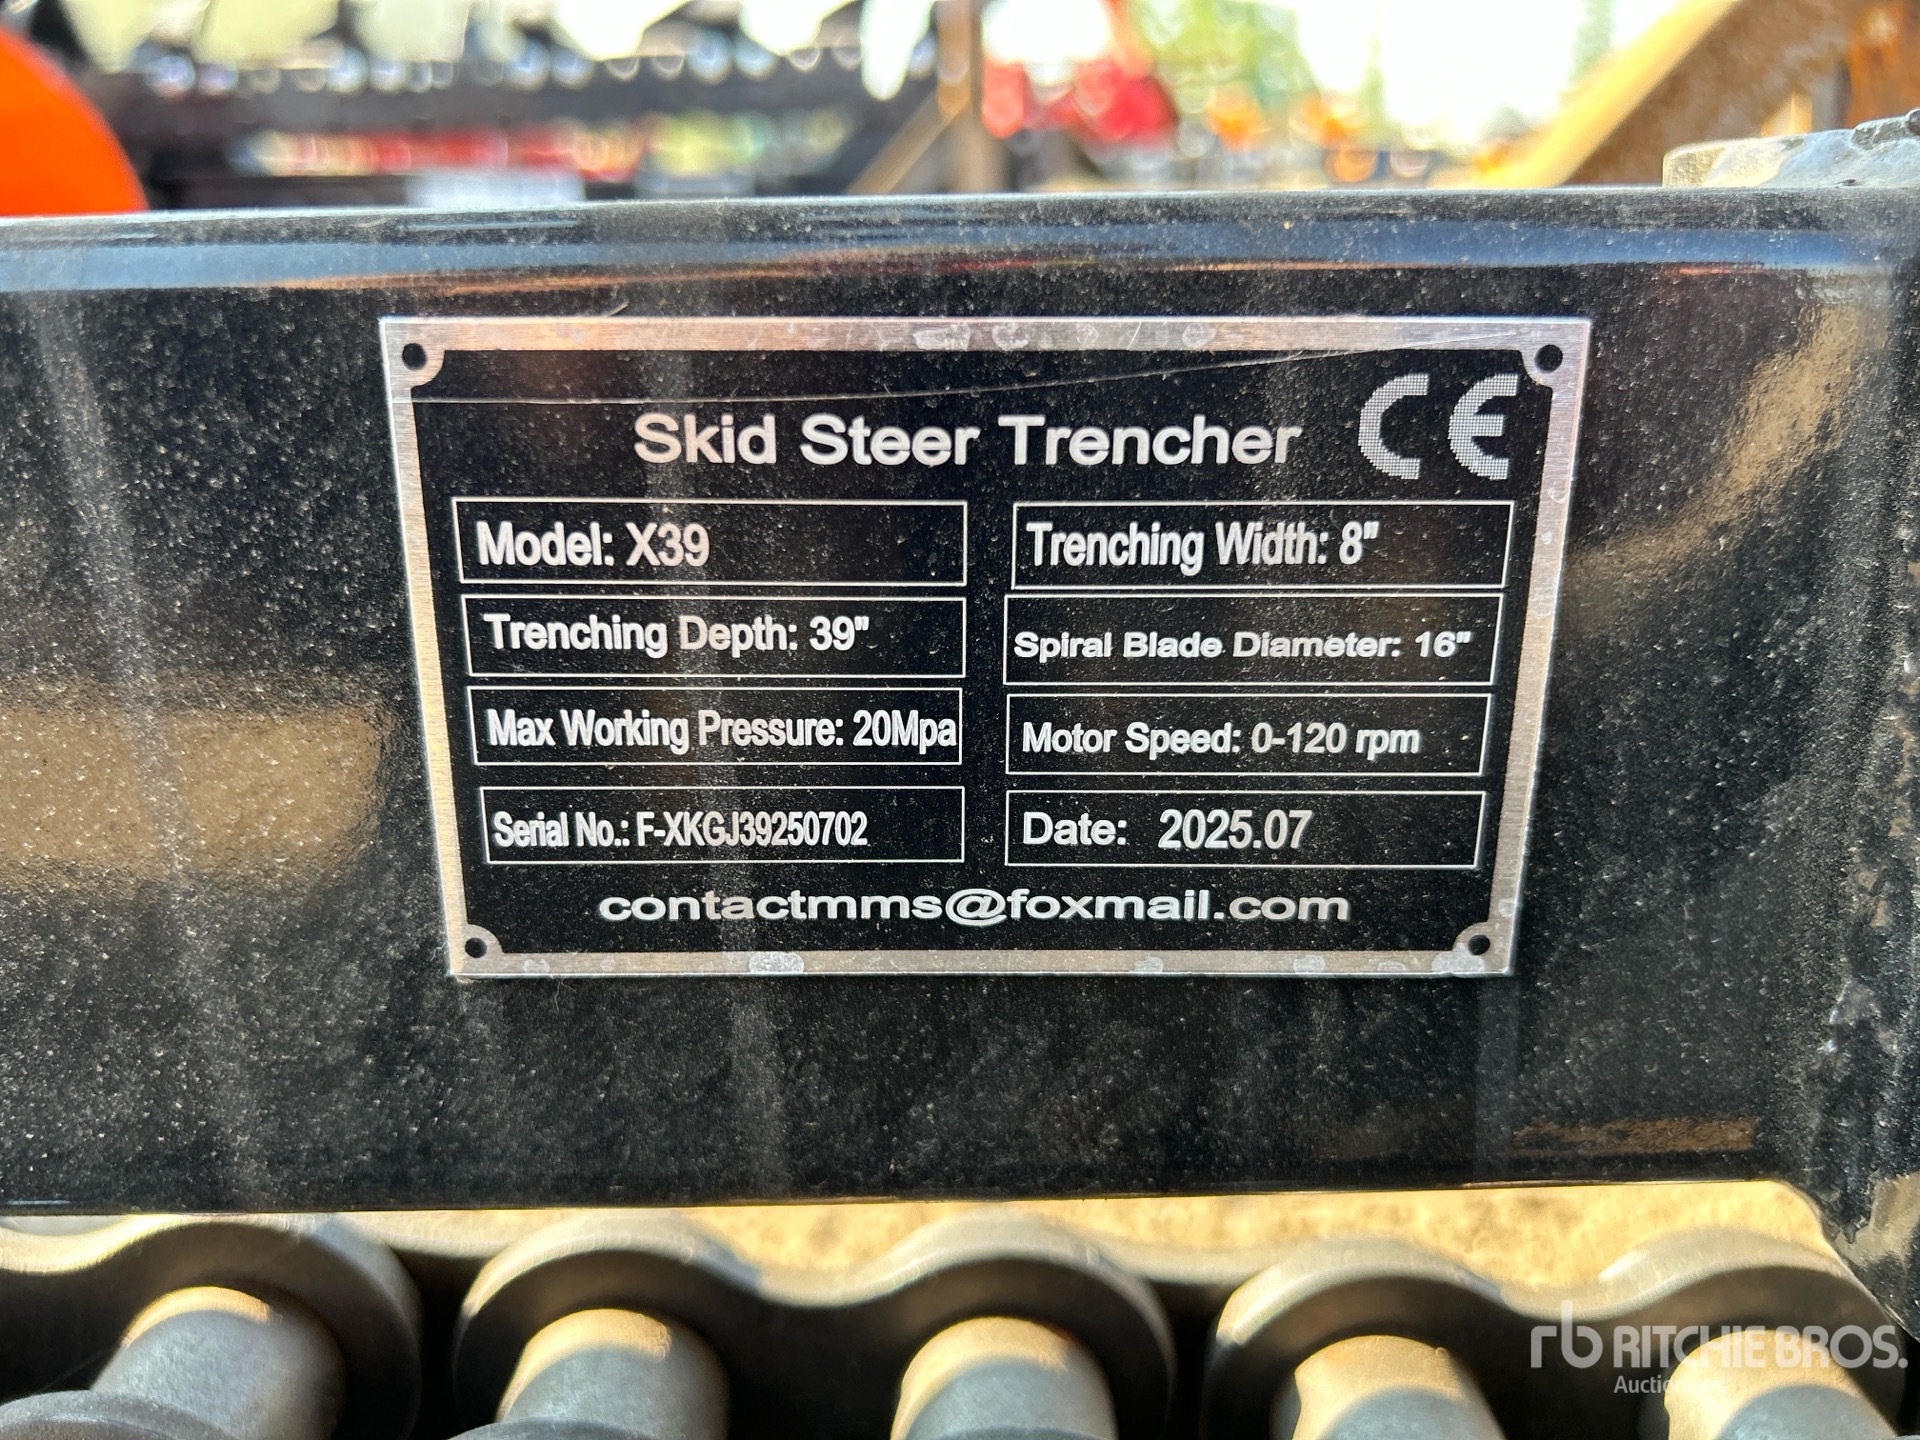 Skid Steer Trencher CE
Model: X39
Trenching Width: 8"
Trenching Depth: 39"
Spiral Blade Diameter: 16"
Max Working Pressure: 20Mpa
Motor Speed: 0-120 rpm
Serial No.: F-XKGJ39250702
Date: 2025.07
contactmms@foxmail.com
rb RITCHIE BROS.